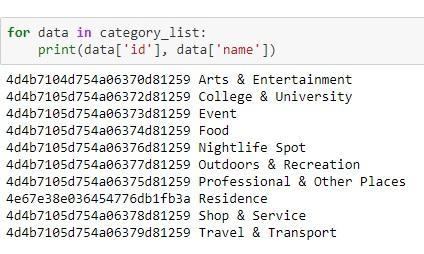 for data in category_list:
    print(data['id'], data['name'])
4d4b7104d754a06370d81259 Arts & Entertainment
4d4b7105d754a06372d81259 College & University
4d4b7105d754a06373d81259 Event
4d4b7105d754a06374d81259 Food
4d4b7105d754a06376d81259 Nightlife Spot
4d4b7105d754a06377d81259 Outdoors & Recreation
4d4b7105d754a06375d81259 Professional & Other Places
4e67e38e036454776db1fb3a Residence
4d4b7105d754a06378d81259 Shop & Service
4d4b7105d754a06379d81259 Travel & Transport